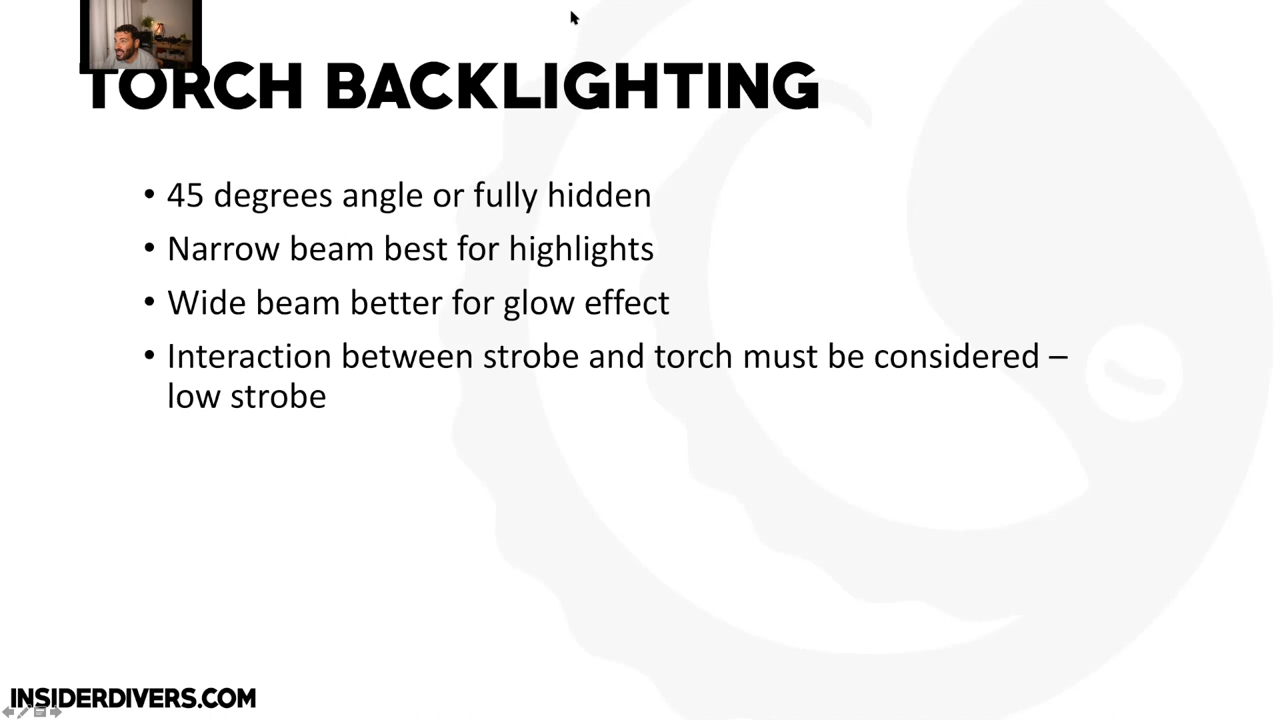 TORCH BACKLIGHTING
• 45 degrees angle or fully hidden
• Narrow beam best for highlights
• Wide beam better for glow effect
• Interaction between strobe and torch must be considered –
low strobe
INSIDERDIVERS.COM